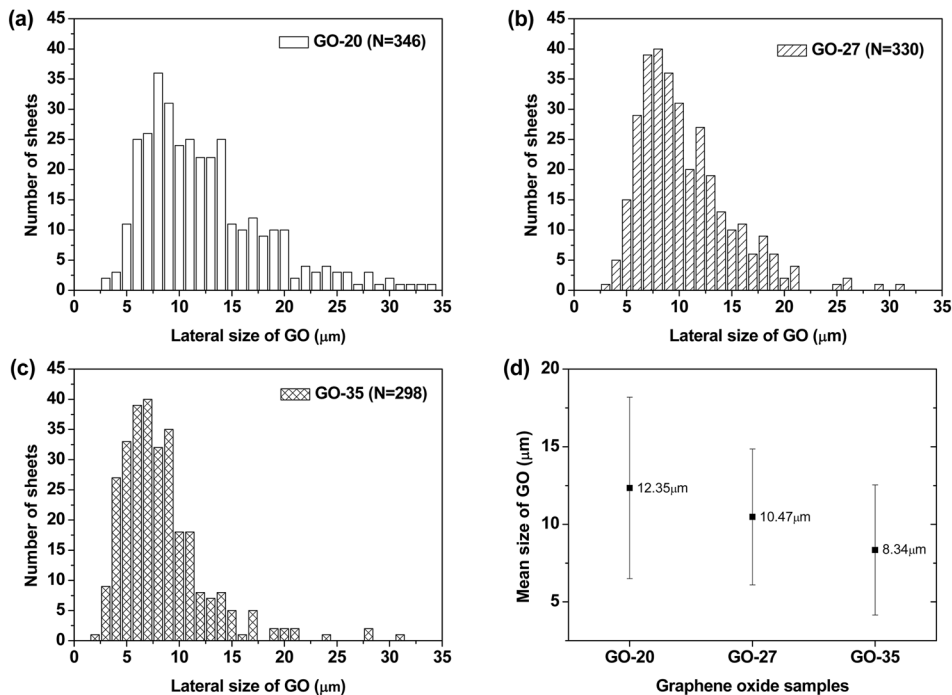 (a)
GO-20 (N=346)
Number of sheets
45
40
35
30
25
20
15
10
5
0
0 5 10 15 20 25 30 35
Lateral size of GO (μm)
(b)
GO-27 (N=330)
Number of sheets
45
40
35
30
25
20
15
10
5
0
0 5 10 15 20 25 30 35
Lateral size of GO (μm)
(c)
GO-35 (N=298)
Number of sheets
45
40
35
30
25
20
15
10
5
0
0 5 10 15 20 25 30 35
Lateral size of GO (μm)
(d)
Mean size of GO (μm)
20
15
10
5
12.35μm
10.47μm
8.34μm
GO-20 GO-27 GO-35
Graphene oxide samples